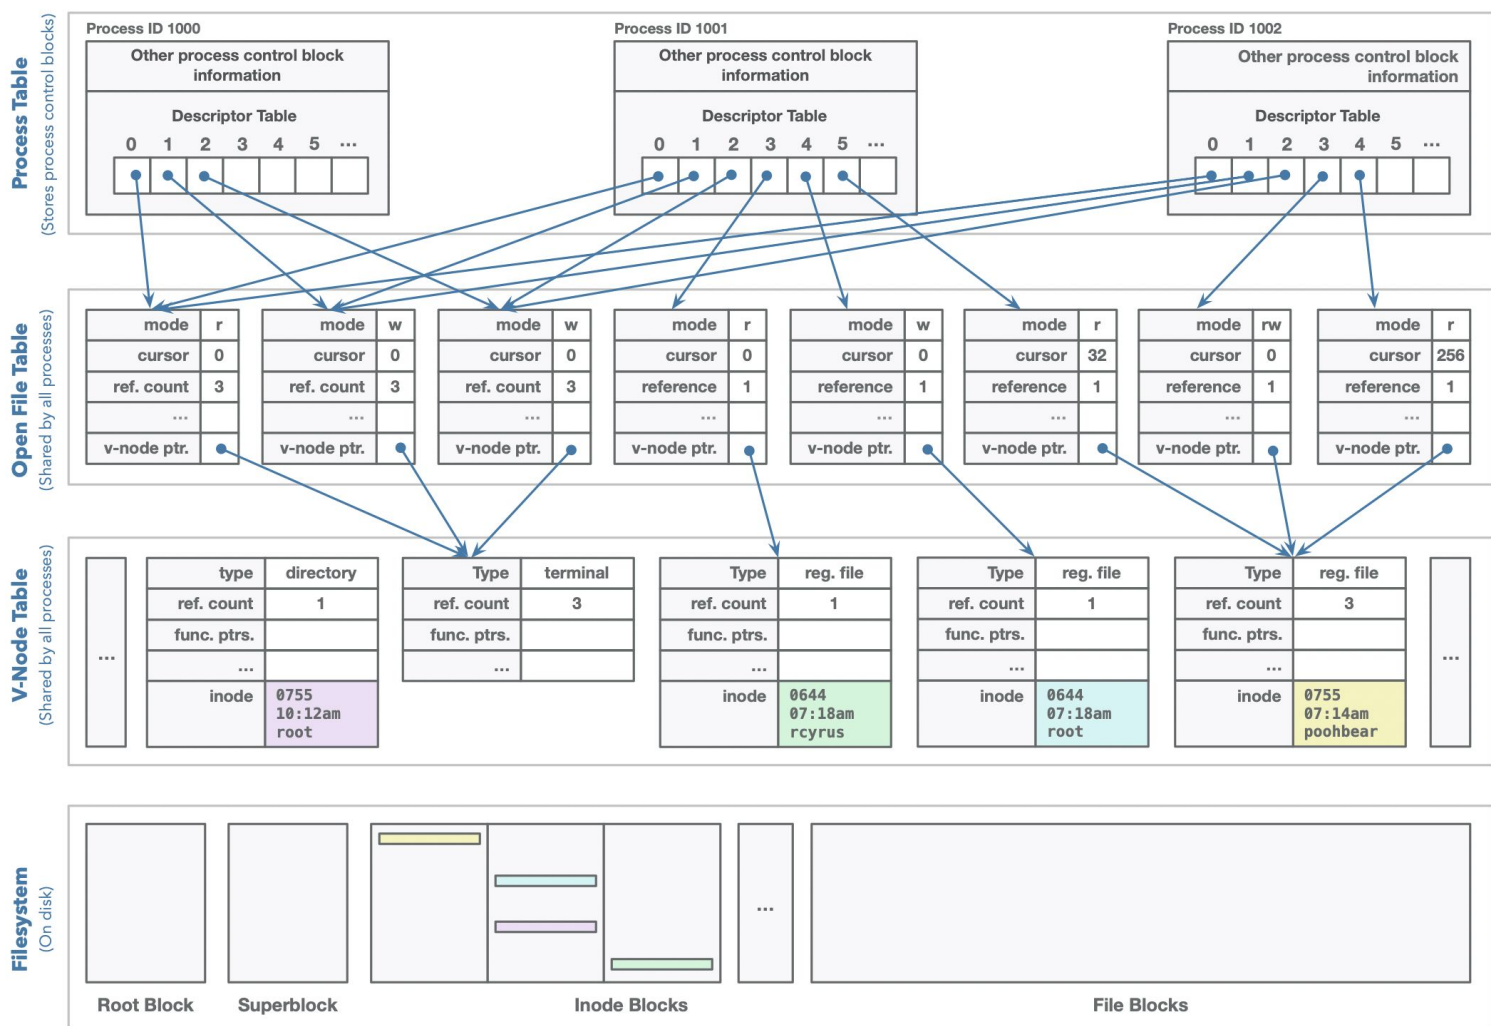 Process Table
(Stores process control blocks)
Process ID 1000
Other process control block
information
Descriptor Table
0 1 2 3 4 5 ...
Process ID 1001
Other process control block
information
Descriptor Table
0 1 2 3 4 5 ...
Process ID 1002
Other process control block
information
Descriptor Table
0 1 2 3 4 5 ...
Open File Table
(Shared by all processes)
mode r
cursor 0
ref. count 3
...
v-node ptr.
mode w
cursor 0
ref. count 3
...
v-node ptr.
mode w
cursor 0
ref. count 3
...
v-node ptr.
mode r
cursor 0
reference 1
...
v-node ptr.
mode w
cursor 0
reference 1
...
v-node ptr.
mode r
cursor 32
reference 1
...
v-node ptr.
mode rw
cursor 0
reference 1
...
v-node ptr.
mode r
cursor 256
reference 1
...
v-node ptr.
V-Node Table
(Shared by all processes)
...
type directory
ref. count 1
func. ptrs.
...
inode 0755
10:12am
root
Type terminal
ref. count 3
func. ptrs.
...
Type reg. file
ref. count 1
func. ptrs.
...
inode 0644
07:18am
rcyrus
Type reg. file
ref. count 1
func. ptrs.
...
inode 0644
07:18am
root
Type reg. file
ref. count 3
func. ptrs.
...
inode 0755
07:14am
poohbear
...
Filesystem
(On disk)
...
Root Block
Superblock
Inode Blocks
File Blocks